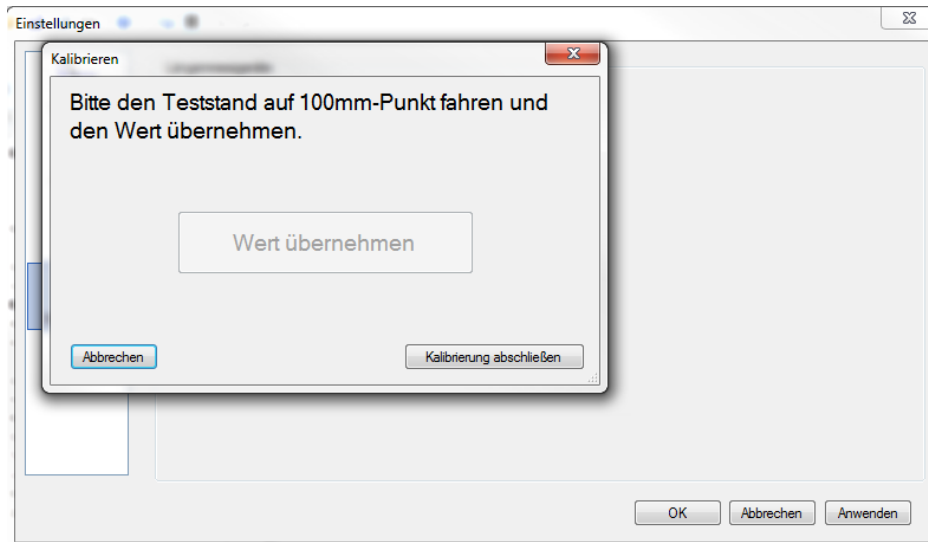 Einstellungen
Kalibrieren
Bitte den Teststand auf 100mm-Punkt fahren und
den Wert übernehmen.
Wert übernehmen
Abbrechen
Kalibrierung abschließen
OK
Abbrechen
Anwenden